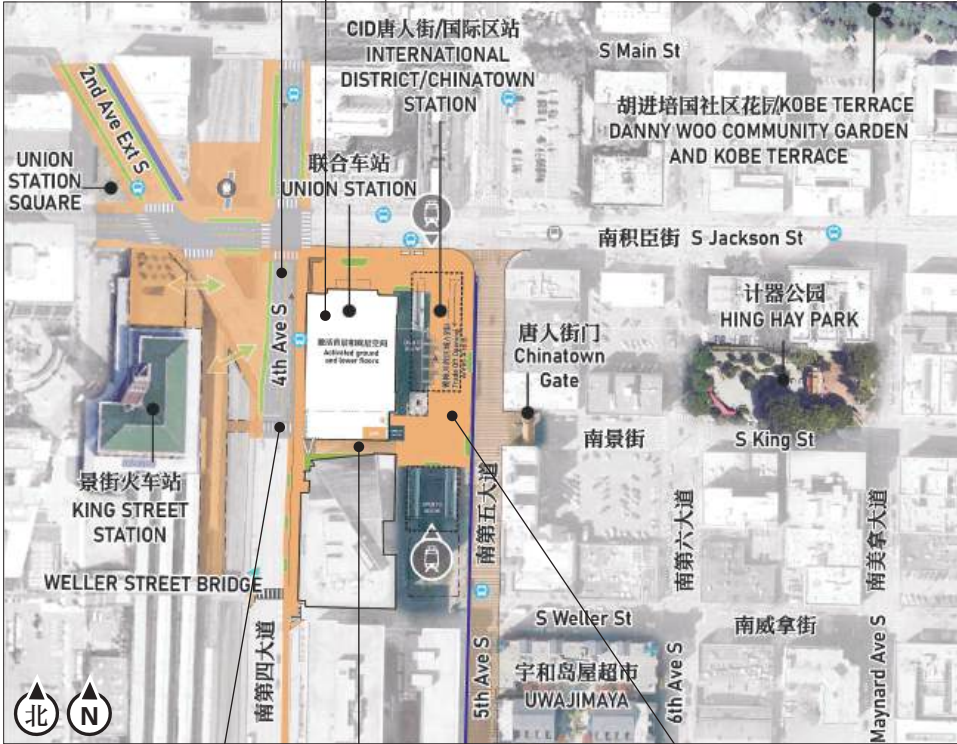 CID唐人街/国际区站
INTERNATIONAL
DISTRICT/CHINATOWN
STATION
S Main St
胡进培国社区花园/KOBE TERRACE
DANNY WOO COMMUNITY GARDEN
AND KOBE TERRACE
2nd Ave Ext S
UNION
STATION
SQUARE
联合车站
UNION STATION
南积臣街 S Jackson St
4th Ave S
Activated ground
and lower floors
唐人街门
Chinatown
Gate
计器公园
HING HAY PARK
南景街
S King St
景街火车站
KING STREET
STATION
WELLER STREET BRIDGE
南第四大道
南第五大道
5th Ave S
南第六大道
6th Ave S
南美拿大道
Maynard Ave S
S Weller St
南威拿街
宇和岛屋超市
UWAJIMAYA
北
N